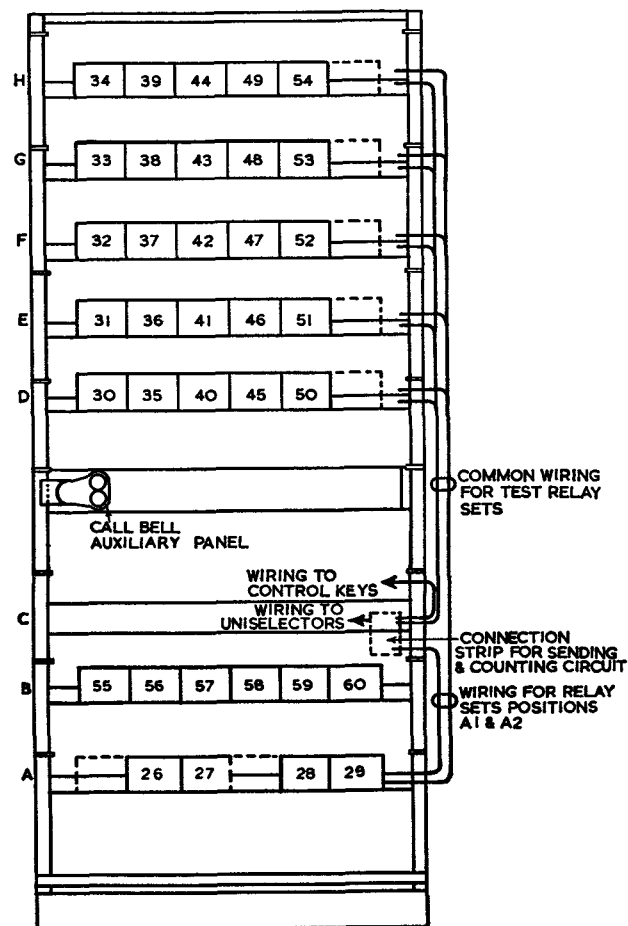 H 34 39 44 49 54
G 33 38 43 48 53
F 32 37 42 47 52
E 31 36 41 46 51
D 30 35 40 45 50
COMMON WIRING
FOR TEST RELAY
SETS
CALL BELL
AUXILIARY PANEL
WIRING TO
CONTROL KEYS
C
WIRING TO
UNISELECTORS
CONNECTION
STRIP FOR SENDING
& COUNTING CIRCUIT
B 55 56 57 58 59 60
WIRING FOR RELAY
SETS POSITIONS
A1 & A2
A 26 27 28 29